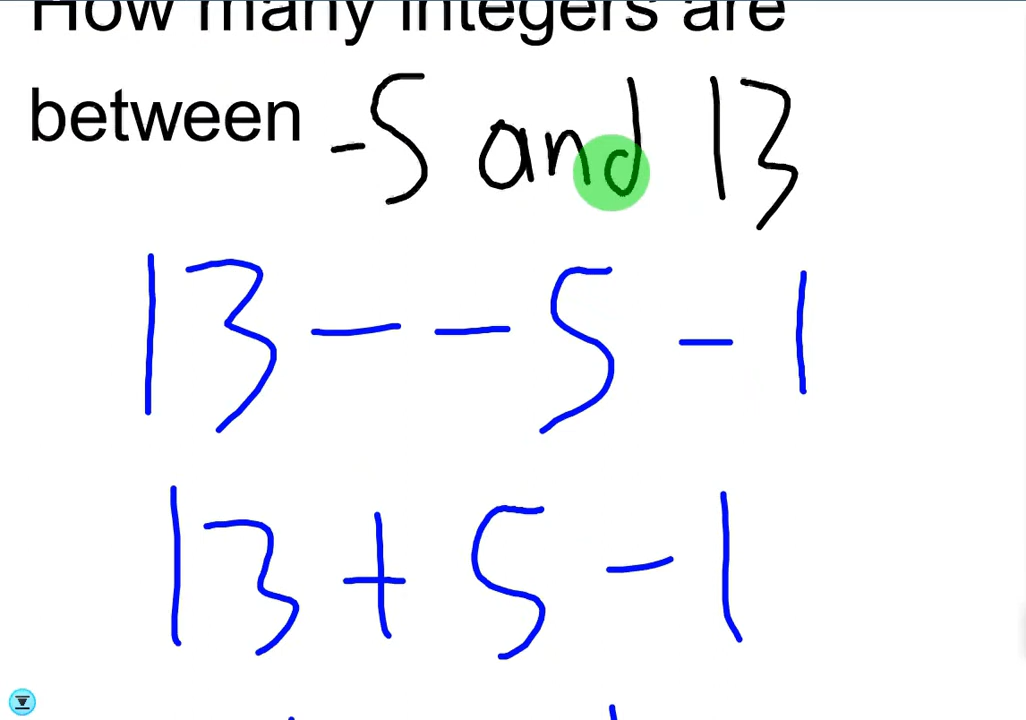 How many integers are
between -5 and 13
13 - - 5 - 1
13 + 5 - 1